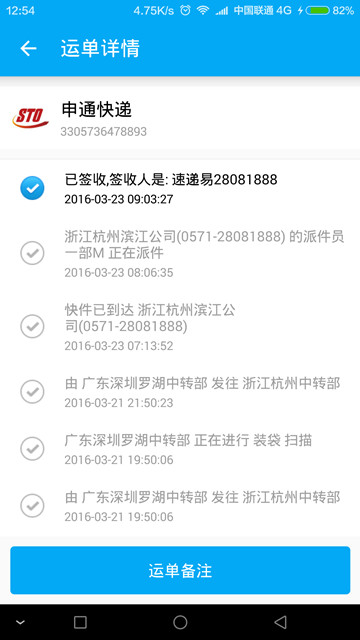 12:54 4.75K/s 中国联通 4G 82%
运单详情
STO 申通快递
3305736478893
已签收,签收人是: 速递易28081888
2016-03-23 09:03:27
浙江杭州滨江公司(0571-28081888) 的派件员
一部M 正在派件
2016-03-23 08:06:35
快件已到达 浙江杭州滨江公
司(0571-28081888)
2016-03-23 07:13:52
由 广东深圳罗湖中转部 发往 浙江杭州中转部
2016-03-21 21:50:23
广东深圳罗湖中转部 正在进行 装袋 扫描
2016-03-21 19:50:06
由 广东深圳罗湖中转部 发往 浙江杭州中转部
2016-03-21 19:50:06
运单备注